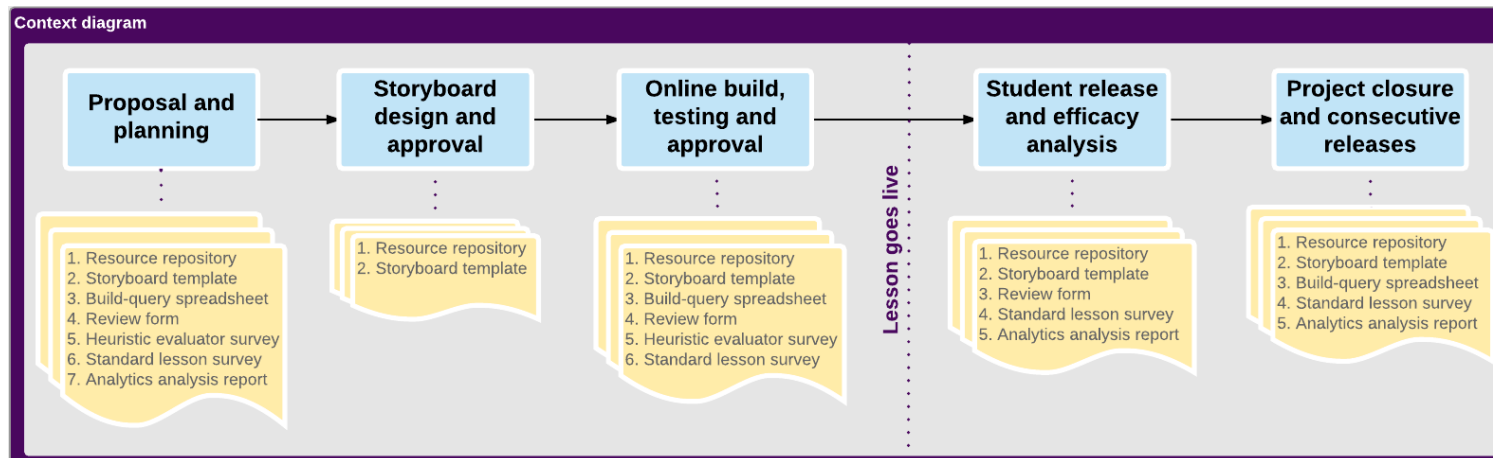 Context diagram
Proposal and
planning
Storyboard
design and
approval
Online build,
testing and
approval
Student release
and efficacy
analysis
Project closure
and consecutive
releases
1. Resource repository
2. Storyboard template
3. Build-query spreadsheet
4. Review form
5. Heuristic evaluator survey
6. Standard lesson survey
7. Analytics analysis report
1. Resource repository
2. Storyboard template
1. Resource repository
2. Storyboard template
3. Build-query spreadsheet
4. Review form
5. Heuristic evaluator survey
6. Standard lesson survey
Lesson goes live
1. Resource repository
2. Storyboard template
3. Review form
4. Standard lesson survey
5. Analytics analysis report
1. Resource repository
2. Storyboard template
3. Build-query spreadsheet
4. Standard lesson survey
5. Analytics analysis report